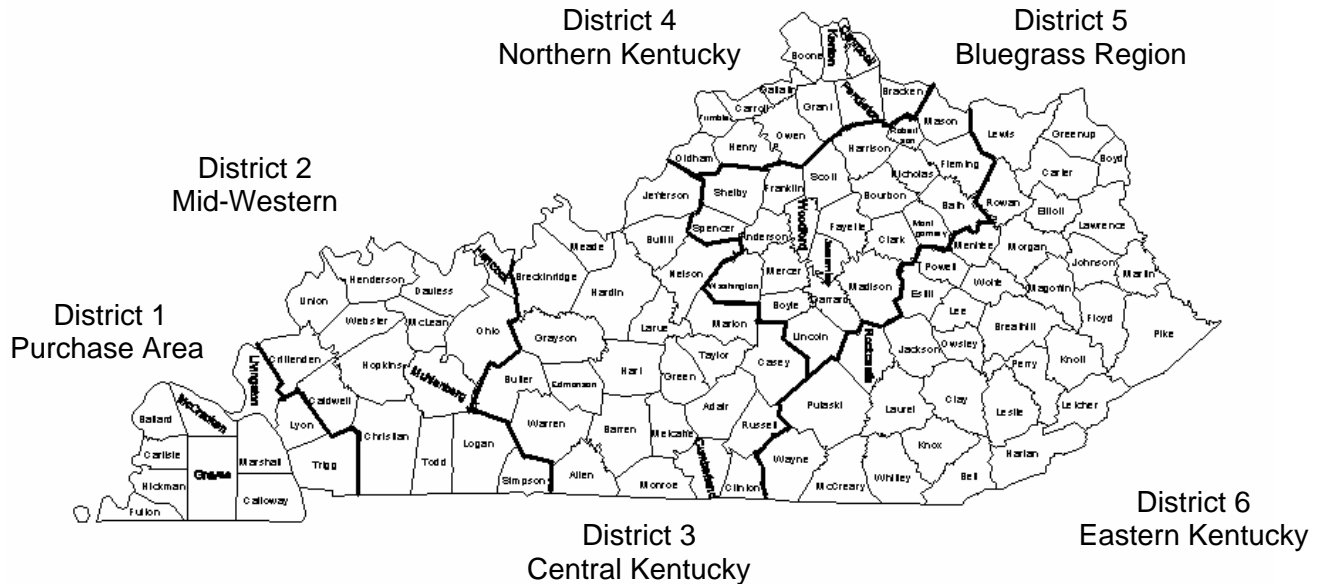 District 4
Northern Kentucky
District 5
Bluegrass Region
District 2
Mid-Western
District 1
Purchase Area
District 3
Central Kentucky
District 6
Eastern Kentucky
Boone
Kenton
Campbell
Gallatin
Carroll
Trimble
Grant
Pendleton
Bracken
Mason
Lewis
Greenup
Owen
Henry
Oldham
Harrison
Robert
son
Fleming
Carter
Boyd
Jefferson
Shelby
Franklin
Scott
Nicholas
Bourbon
Bath
Rowan
Elliott
Lawrence
Meade
Bullitt
Spencer
Anderson
Woodford
Fayette
Clark
Mont
gomery
Menifee
Morgan
Johnson
Martin
Hancock
Breckinridge
Hardin
Nelson
Washington
Mercer
Jessamine
Madison
Powell
Wolfe
Magoffin
Union
Henderson
Daviess
Estill
Lee
Floyd
Pike
Webster
McLean
Ohio
Grayson
Larue
Marion
Boyle
Garrard
Lincoln
Rockcastle
Jackson
Owsley
Breathitt
Knott
Livingston
Crittenden
Hopkins
Muhlenberg
Butler
Edmonson
Hart
Green
Taylor
Casey
Perry
Letcher
Caldwell
Pulaski
Laurel
Clay
Leslie
Ballard
McCracken
Lyon
Christian
Warren
Barren
Adair
Russell
Carlisle
Graves
Marshall
Trigg
Todd
Logan
Metcalfe
Cumberland
Wayne
Knox
Harlan
Hickman
Calloway
Simpson
Allen
Monroe
Clinton
McCreary
Whitley
Bell
Fulton